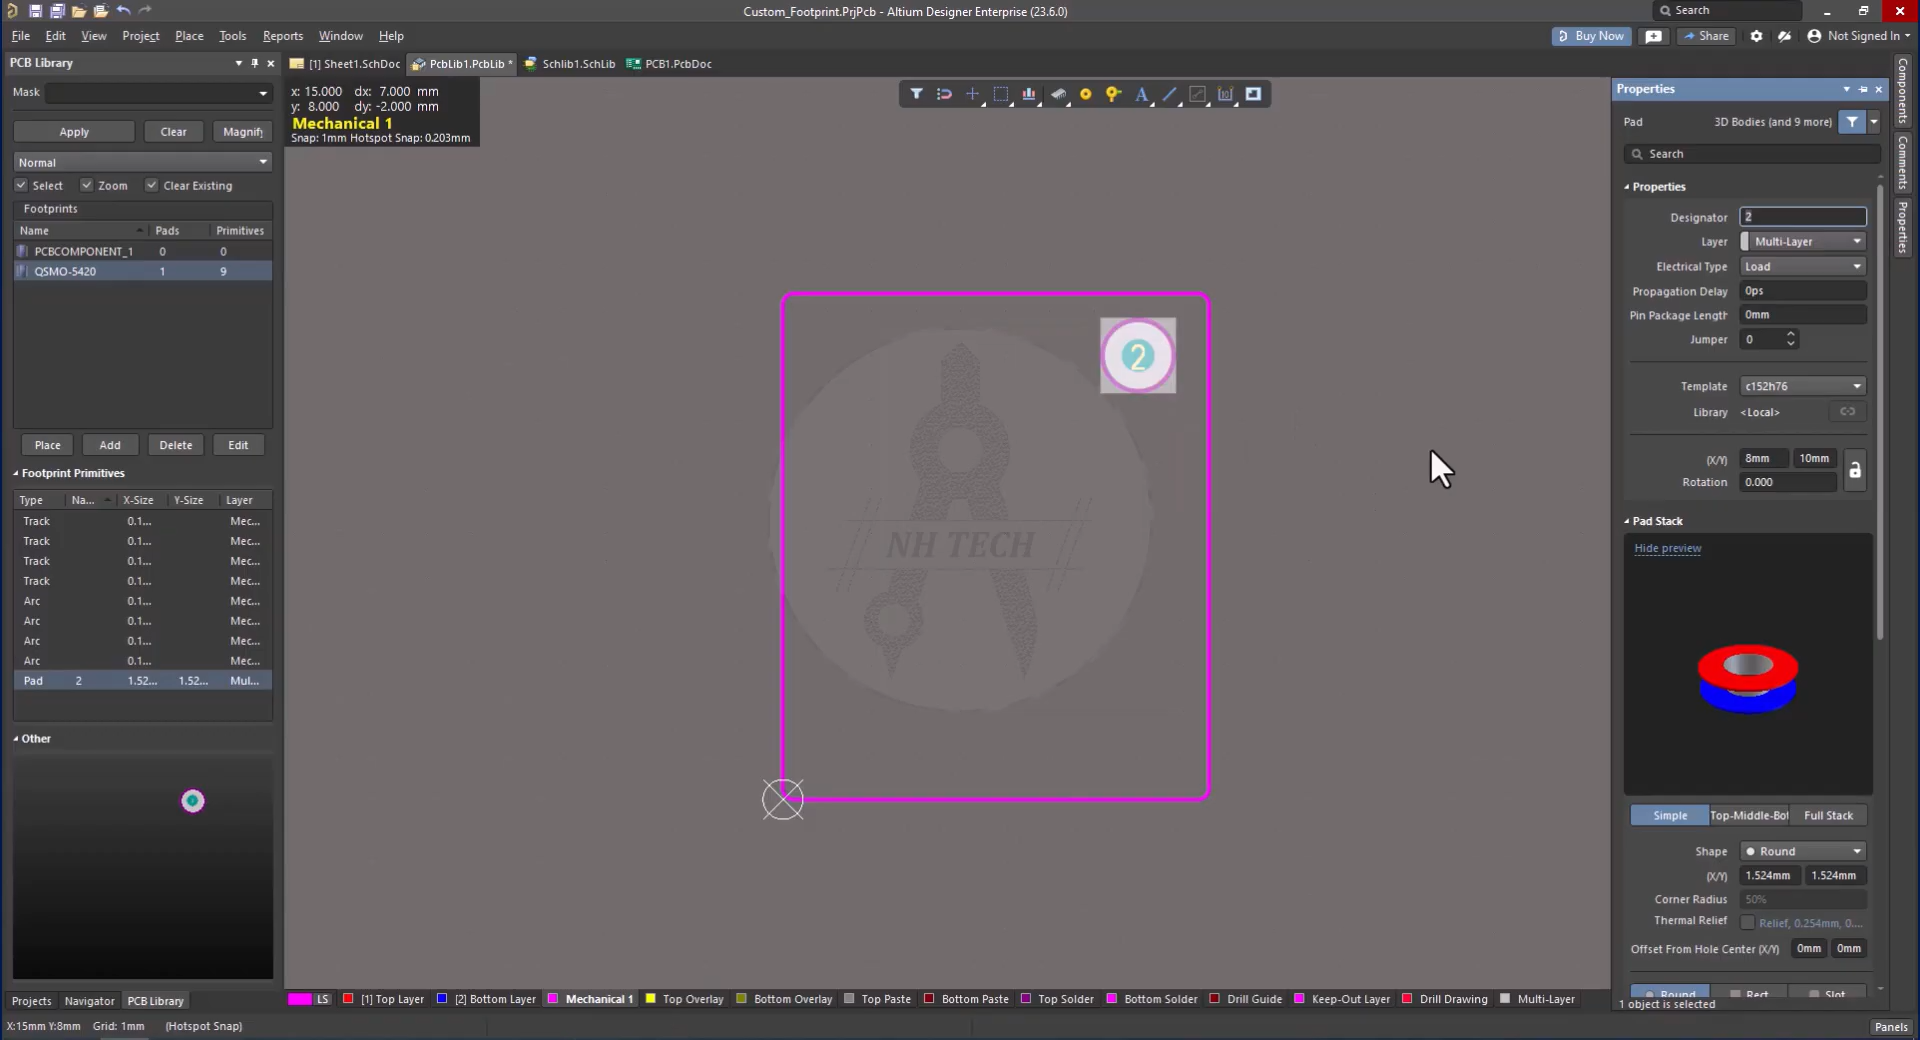 Custom_Footprint.PrjPcb - Altium Designer Enterprise (23.6.0)
Search
File Edit View Project Place Tools Reports Window Help
Buy Now Share Not Signed In
PCB Library
[1] Sheet1.SchDoc PcbLib1.PcbLib * Schlib1.SchLib PCB1.PcbDoc
Mask
Apply Clear Magnify
Normal
Select Zoom Clear Existing
Footprints
Name Pads Primitives
PCBCOMPONENT_1 0 0
QSMO-5420 1 9
Place Add Delete Edit
Footprint Primitives
Type Na... X-Size Y-Size Layer
Track 0.1... Mec...
Track 0.1... Mec...
Track 0.1... Mec...
Track 0.1... Mec...
Arc 0.1... Mec...
Arc 0.1... Mec...
Arc 0.1... Mec...
Arc 0.1... Mec...
Pad 2 1.52... 1.52... Mul...
Other
Projects Navigator PCB Library
x: 15.000 dx: 7.000 mm
y: 8.000 dy: -2.000 mm
Mechanical 1
Snap: 1mm Hotspot Snap: 0.203mm
2
NH TECH
Properties
Pad 3D Bodies (and 9 more)
Search
Properties
Designator 2
Layer Multi-Layer
Electrical Type Load
Propagation Delay 0ps
Pin Package Length 0mm
Jumper 0
Template c152h76
Library <Local>
(X/Y) 8mm 10mm
Rotation 0.000
Pad Stack
Hide preview
Simple Top-Middle-Bot Full Stack
Shape Round
(X/Y) 1.524mm 1.524mm
Corner Radius 50%
Thermal Relief Relief, 0.254mm, 0....
Offset From Hole Center (X/Y) 0mm 0mm
Round Rect Slot
1 object is selected
Components
Comments
Properties
LS [1] Top Layer [2] Bottom Layer Mechanical 1 Top Overlay Bottom Overlay Top Paste Bottom Paste Top Solder Bottom Solder Drill Guide Keep-Out Layer Drill Drawing Multi-Layer
X:15mm Y:8mm Grid: 1mm (Hotspot Snap)
Panels